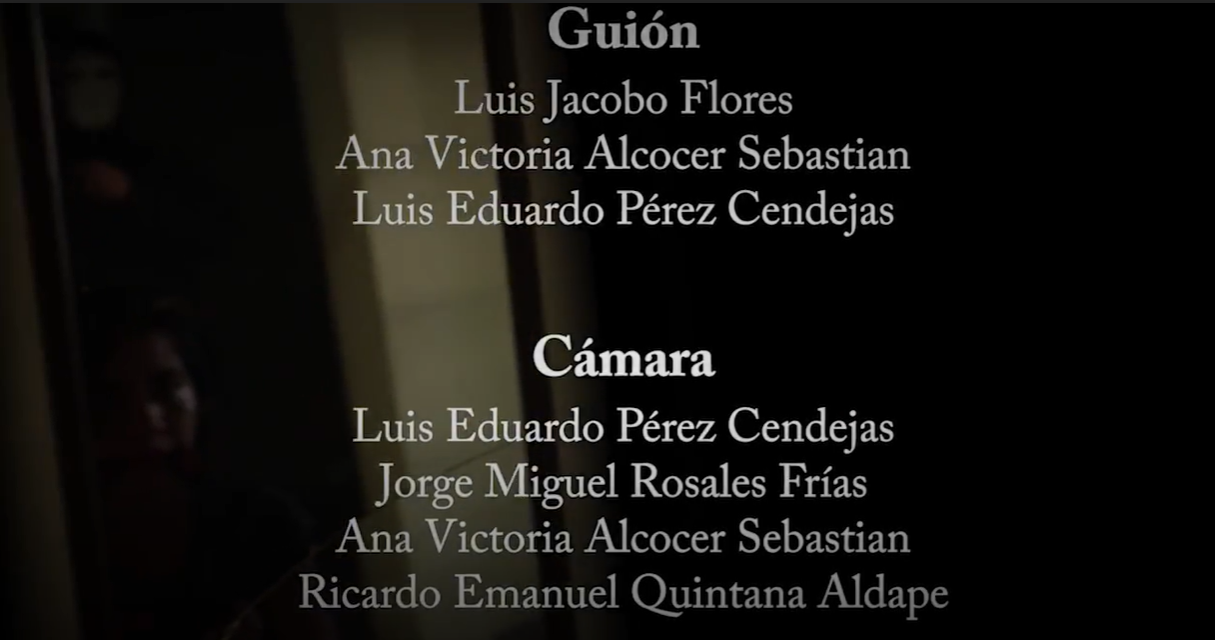 Guión
Luis Jacobo Flores
Ana Victoria Alcocer Sebastian
Luis Eduardo Pérez Cendejas
Cámara
Luis Eduardo Pérez Cendejas
Jorge Miguel Rosales Frías
Ana Victoria Alcocer Sebastian
Ricardo Emanuel Quintana Aldape